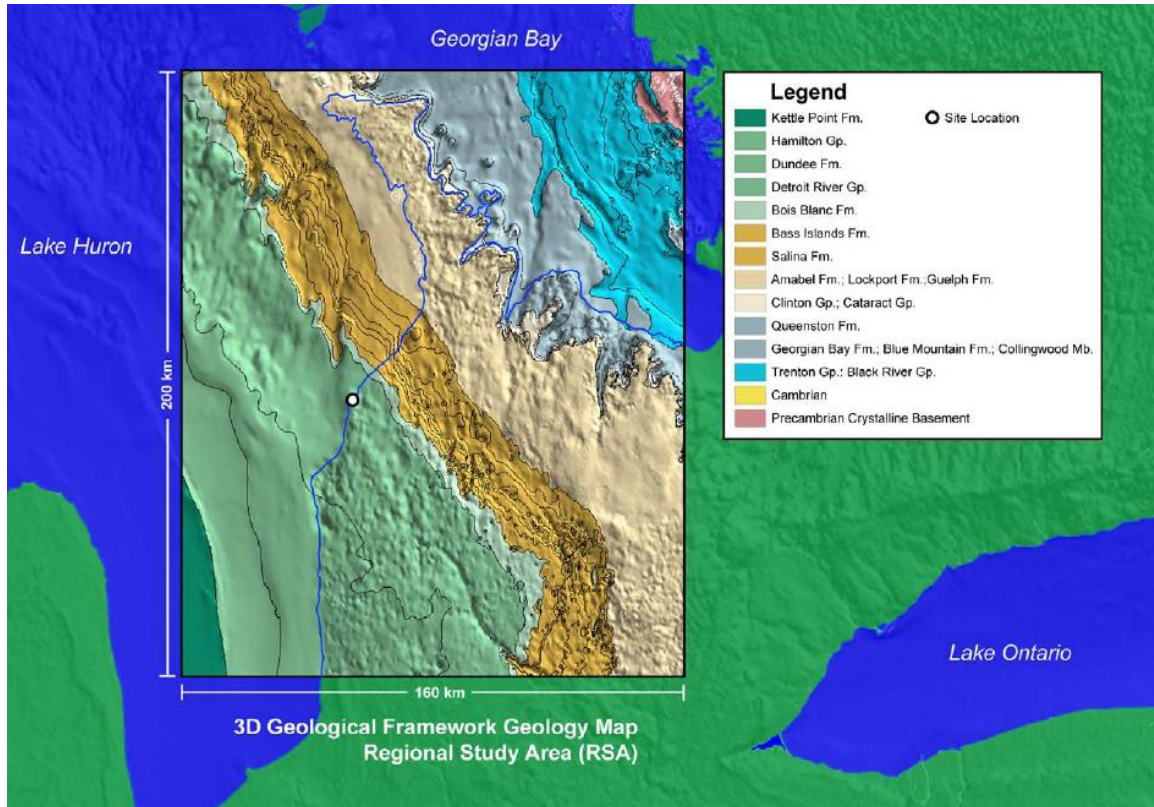 Georgian Bay
Lake Huron
200 km
160 km
3D Geological Framework Geology Map
Regional Study Area (RSA)
Legend
Kettle Point Fm.
Site Location
Hamilton Gp.
Dundee Fm.
Detroit River Gp.
Bois Blanc Fm.
Bass Islands Fm.
Salina Fm.
Amabel Fm.; Lockport Fm.;Guelph Fm.
Clinton Gp.; Cataract Gp.
Queenston Fm.
Georgian Bay Fm.; Blue Mountain Fm.; Collingwood Mb.
Trenton Gp.; Black River Gp.
Cambrian
Precambrian Crystalline Basement
Lake Ontario